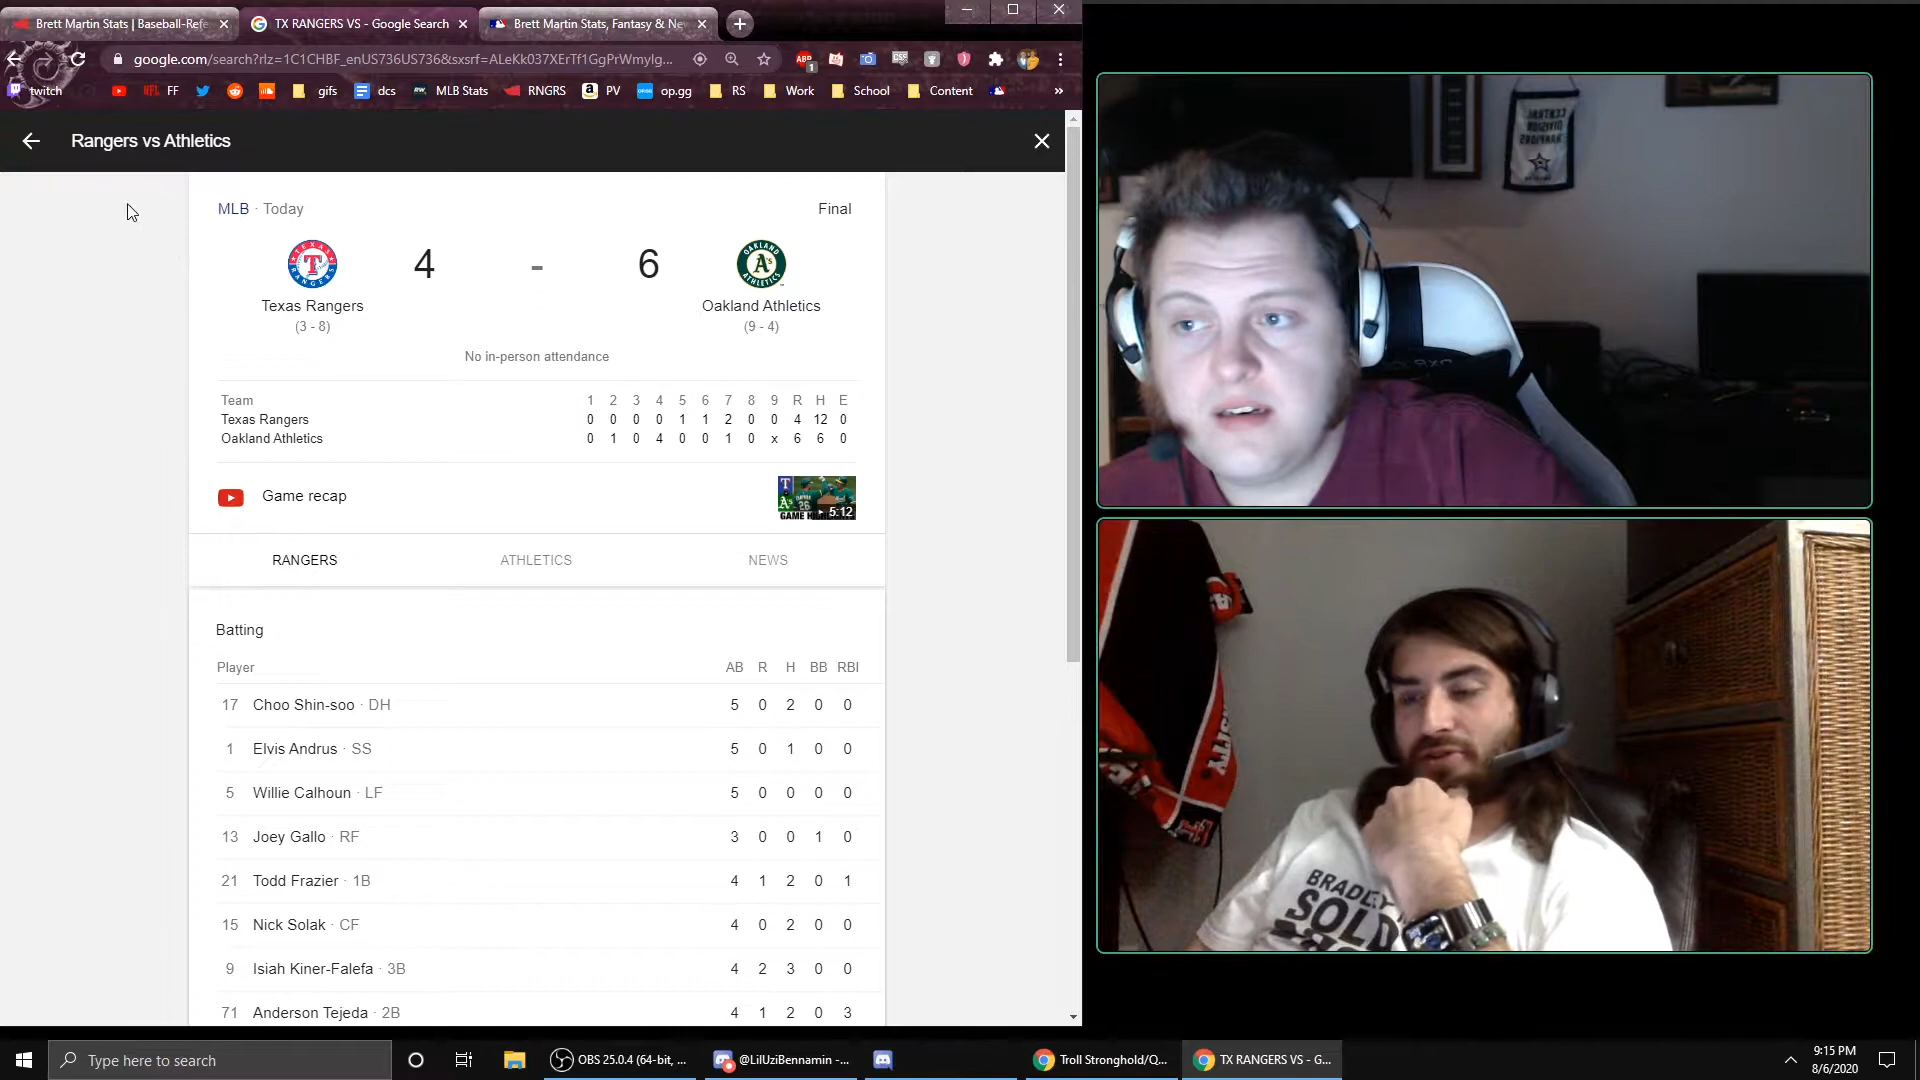 Brett Martin Stats | Baseball-Refe
TX RANGERS VS - Google Search
Brett Martin Stats, Fantasy & Ne
google.com/search?rlz=1C1CHBF_enUS736US736&sxsrf=ALeKk037XErTf1GgPrWmylg...
twitch
NFL FF
gifs
dcs
MLB Stats
RNGRS
PV
op.gg
RS
Work
School
Content
»
Rangers vs Athletics
MLB · Today
Final
4 - 6
Texas Rangers
Oakland Athletics
(3 - 8)
(9 - 4)
No in-person attendance
Team 1 2 3 4 5 6 7 8 9 R H E
Texas Rangers 0 0 0 0 1 1 2 0 0 4 12 0
Oakland Athletics 0 1 0 4 0 0 1 0 x 6 6 0
Game recap
5:12
RANGERS
ATHLETICS
NEWS
Batting
Player AB R H BB RBI
17 Choo Shin-soo · DH 5 0 2 0 0
1 Elvis Andrus · SS 5 0 1 0 0
5 Willie Calhoun · LF 5 0 0 0 0
13 Joey Gallo · RF 3 0 0 1 0
21 Todd Frazier · 1B 4 1 2 0 1
15 Nick Solak · CF 4 0 2 0 0
9 Isiah Kiner-Falefa · 3B 4 2 3 0 0
71 Anderson Tejeda · 2B 4 1 2 0 3
BRADLEY
SOLD
Type here to search
OBS 25.0.4 (64-bit, ...
@LilUziBennamin -...
Troll Stronghold/Q...
TX RANGERS VS - G...
9:15 PM
8/6/2020